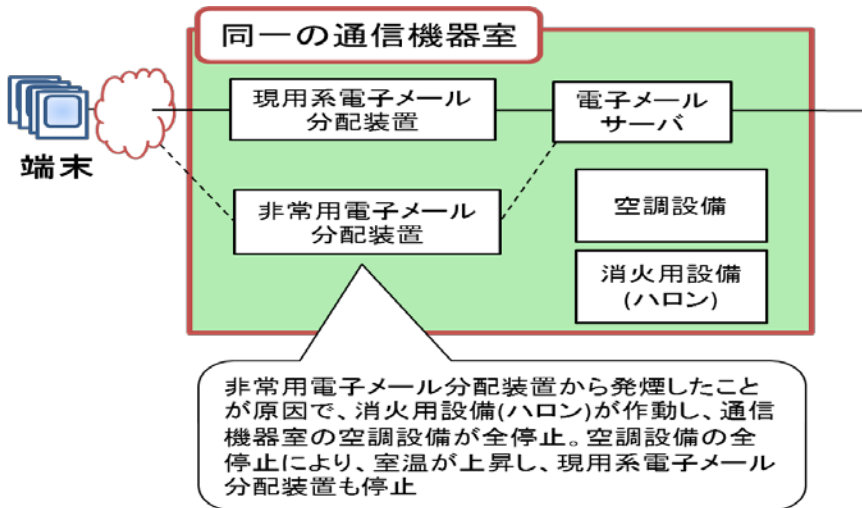 同一の通信機器室
端末
現用系電子メール
分配装置
電子メール
サーバ
非常用電子メール
分配装置
空調設備
消火用設備
(ハロン)
非常用電子メール分配装置から発煙したこと
が原因で、消火用設備(ハロン)が作動し、通信
機器室の空調設備が全停止。空調設備の全
停止により、室温が上昇し、現用系電子メール
分配装置も停止